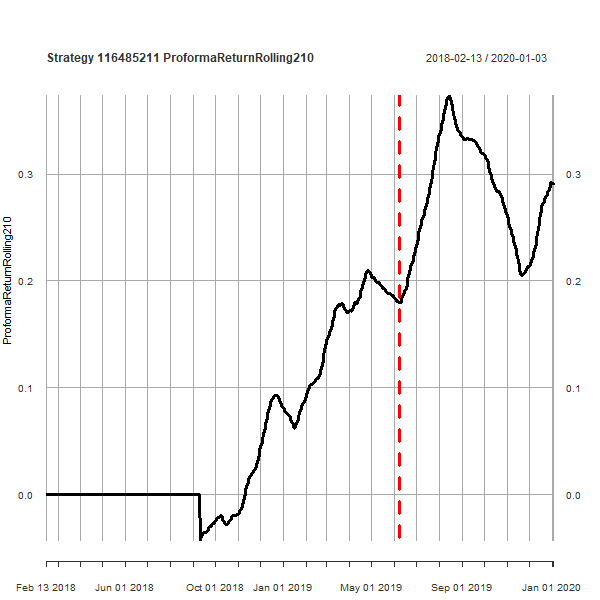 Strategy 116485211 ProformaReturnRolling210
2018-02-13 / 2020-01-03
ProformaReturnRolling210
0.3 0.3
0.2 0.2
0.1 0.1
0.0 0.0
Feb 13 2018 Jun 01 2018 Oct 01 2018 Jan 01 2019 May 01 2019 Sep 01 2019 Jan 01 2020